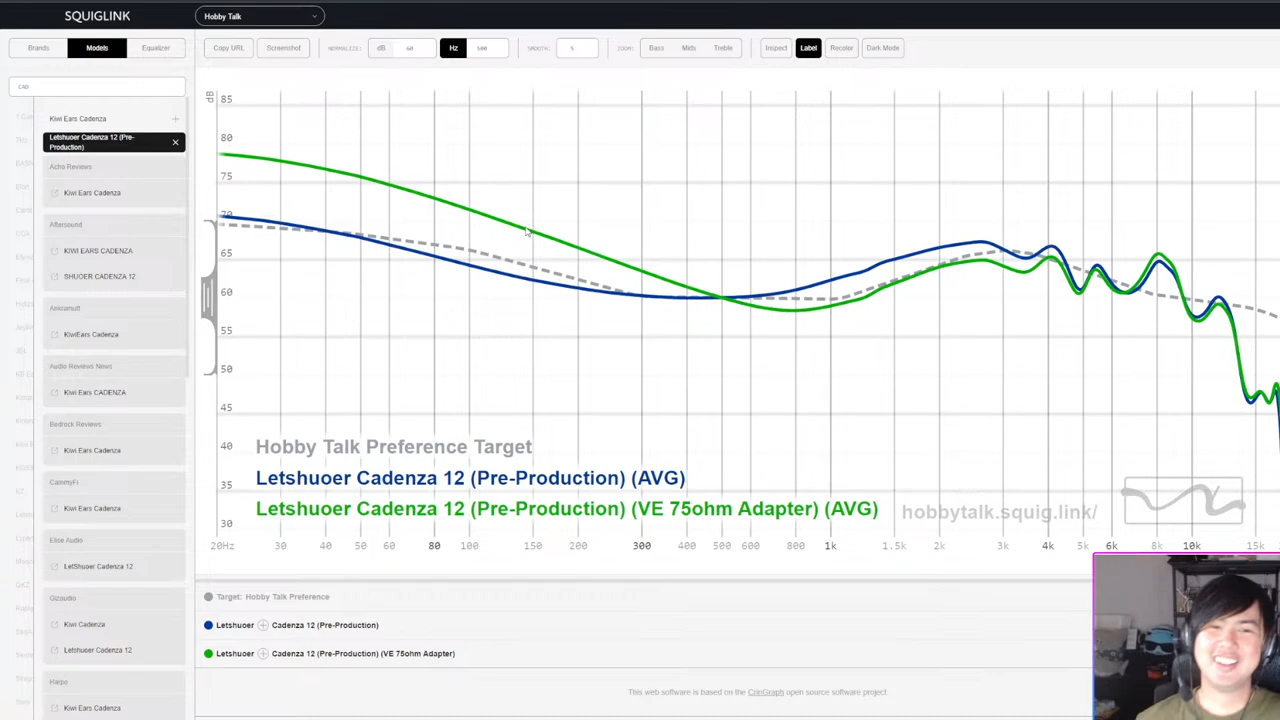 SQUIGLINK
Hobby Talk
Brands
Models
Equalizer
Copy URL
Screenshot
NORMALIZE:
dB
60
Hz
500
SMOOTH:
5
ZOOM:
Bass
Mids
Treble
Inspect
Label
Recolor
Dark Mode
CAD
Kiwi Ears Cadenza
Letshuoer Cadenza 12 (Pre-
Production)
Acho Reviews
Kiwi Ears Cadenza
Aftersound
KIWI EARS CADENZA
SHUOER CADENZA 12
Ankramutt
KiwiEars Cadenza
Audio Reviews News
Kiwi Ears CADENZA
Bedrock Reviews
Kiwi Ears Cadenza
CammyFi
Kiwi Ears Cadenza
Elise Audio
LetShuoer Cadenza 12
Gizaudio
Kiwi Cadenza
Letshuoer Cadenza 12
Harpo
Kiwi Ears Cadenza
dB
85
80
75
70
65
60
55
50
45
40
35
30
Hobby Talk Preference Target
Letshuoer Cadenza 12 (Pre-Production) (AVG)
Letshuoer Cadenza 12 (Pre-Production) (VE 75ohm Adapter) (AVG)
hobbytalk.squig.link/
20Hz 30 40 50 60 80 100 150 200 300 400 500 600 800 1k 1.5k 2k 3k 4k 5k 6k 8k 10k 15k
Target: Hobby Talk Preference
Letshuoer Cadenza 12 (Pre-Production)
Letshuoer Cadenza 12 (Pre-Production) (VE 75ohm Adapter)
This web software is based on the CrinGraph open source software project.